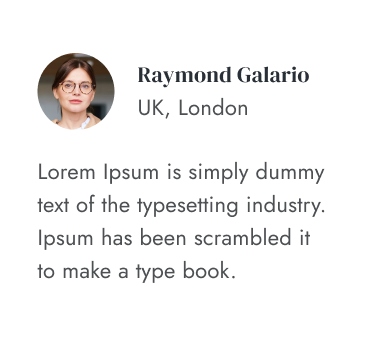 Raymond Galario
UK, London
Lorem Ipsum is simply dummy
text of the typesetting industry.
Ipsum has been scrambled it
to make a type book.